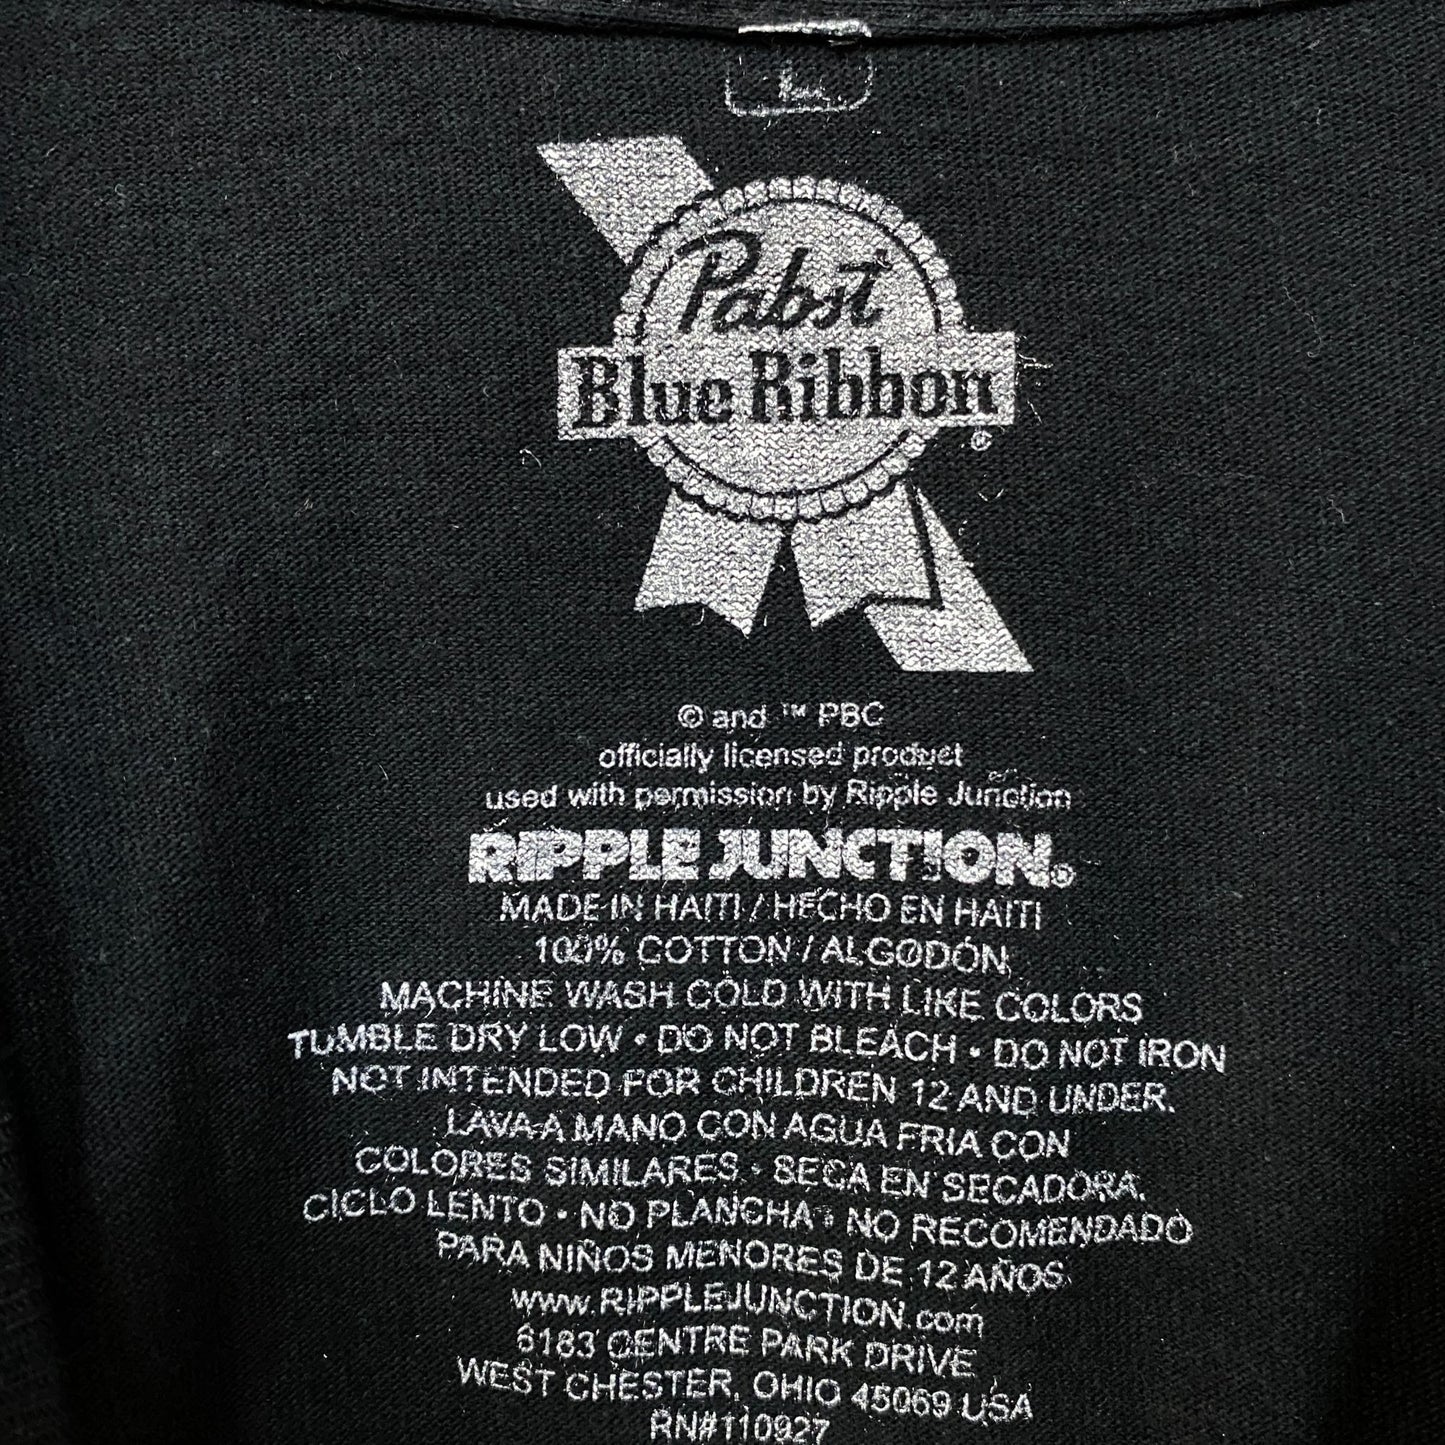 L
Pabst
Blue Ribbon®
© and ™ PBC
officially licensed product
used with permission by Ripple Junction
RIPPLE JUNCTION®
MADE IN HAITI / HECHO EN HAITI
100% COTTON / ALGODÓN
MACHINE WASH COLD WITH LIKE COLORS
TUMBLE DRY LOW • DO NOT BLEACH • DO NOT IRON
NOT INTENDED FOR CHILDREN 12 AND UNDER.
LAVA A MANO CON AGUA FRIA CON
COLORES SIMILARES • SECA EN SECADORA.
CICLO LENTO • NO PLANCHA • NO RECOMENDADO
PARA NIÑOS MENORES DE 12 AÑOS.
www.RIPPLEJUNCTION.com
6183 CENTRE PARK DRIVE
WEST CHESTER, OHIO 45069 USA
RN#110927